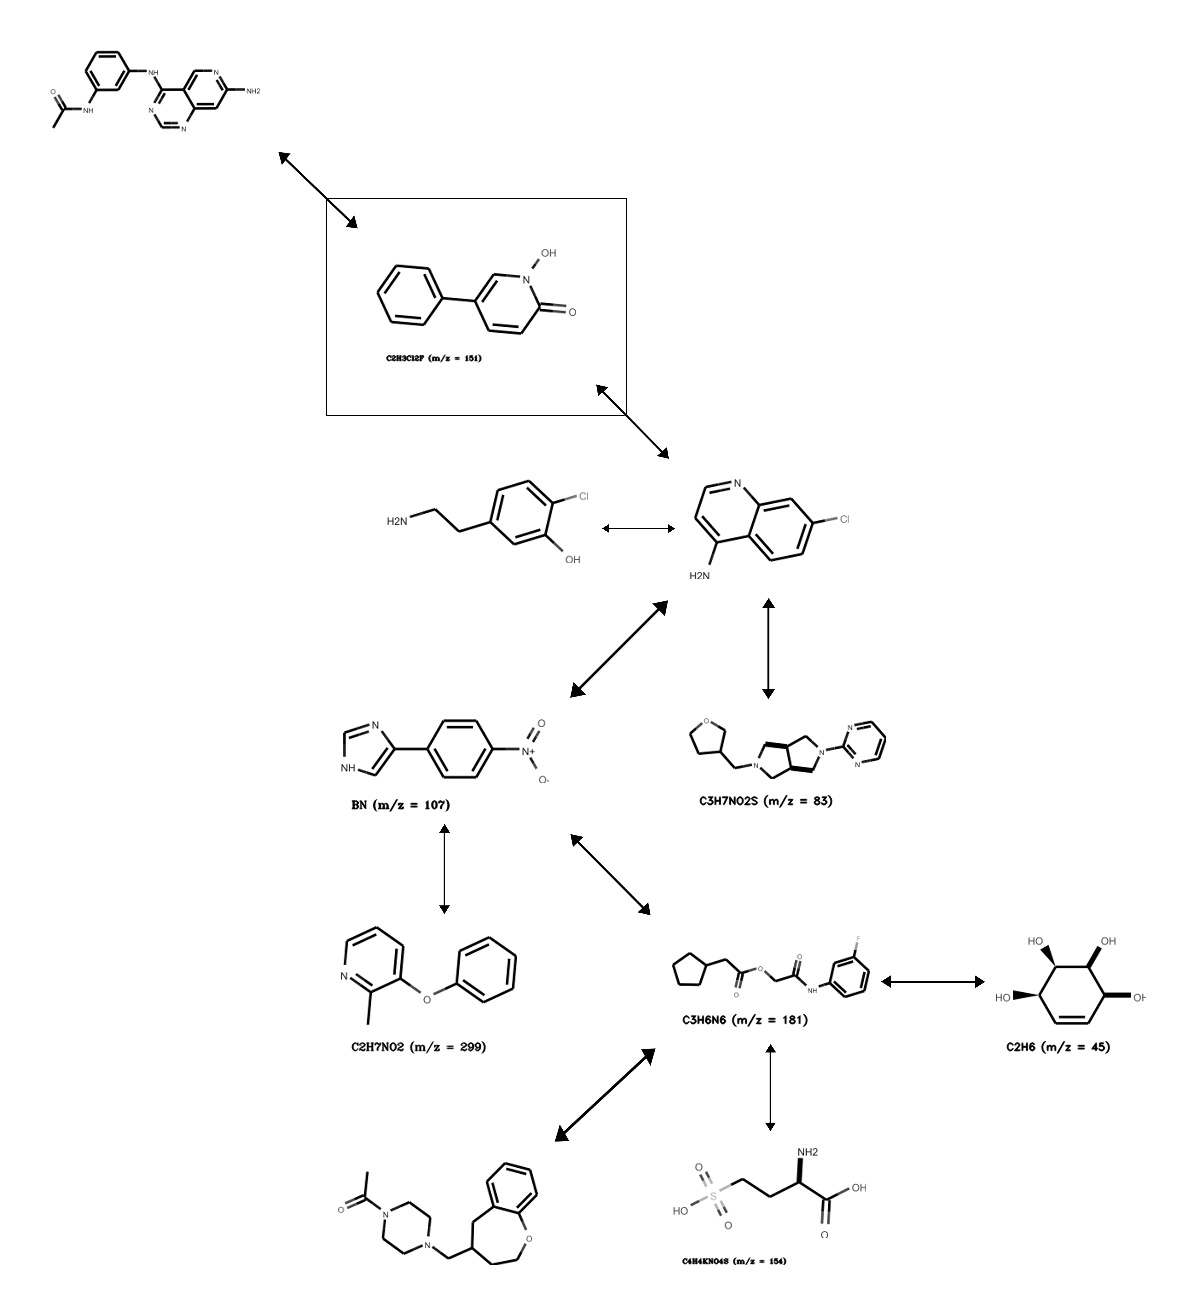 NH
N
O
NH
N
NH2
N
OH
N
O
C2H3Cl2F (m/z = 151)
N
Cl
H2N
Cl
OH
H2N
N
NH
N+
O
O-
BN (m/z = 107)
O
N
N
N
N
C3H7NO2S (m/z = 83)
N
O
C2H7NO2 (m/z = 299)
O
O
O
NH
F
C3H6N6 (m/z = 181)
HO
OH
HO
OH
C2H6 (m/z = 45)
O
N
N
O
NH2
O
S
HO
O
OH
O
C4H4KNO4S (m/z = 154)